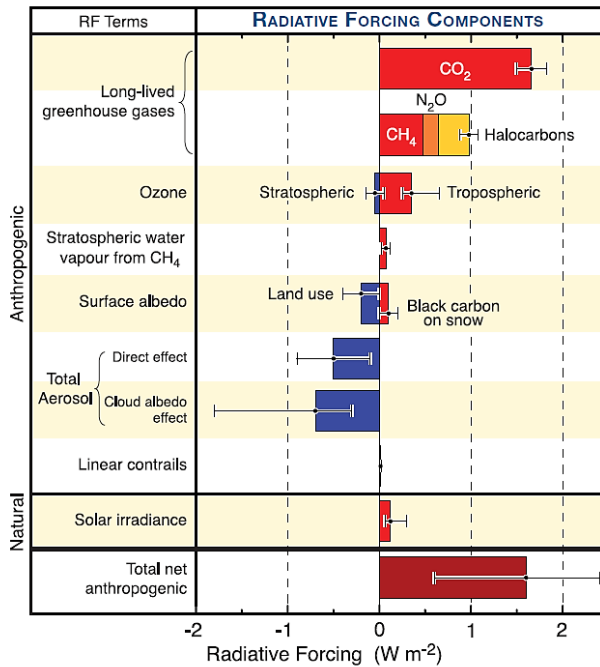 RF Terms
RADIATIVE FORCING COMPONENTS
Anthropogenic
Long-lived
greenhouse gases
CO2
N2O
CH4
Halocarbons
Ozone
Stratospheric
Tropospheric
Stratospheric water
vapour from CH4
Surface albedo
Land use
Black carbon
on snow
Total
Aerosol
Direct effect
Cloud albedo
effect
Linear contrails
Natural
Solar irradiance
Total net
anthropogenic
-2 -1 0 1 2
Radiative Forcing (W m-2)